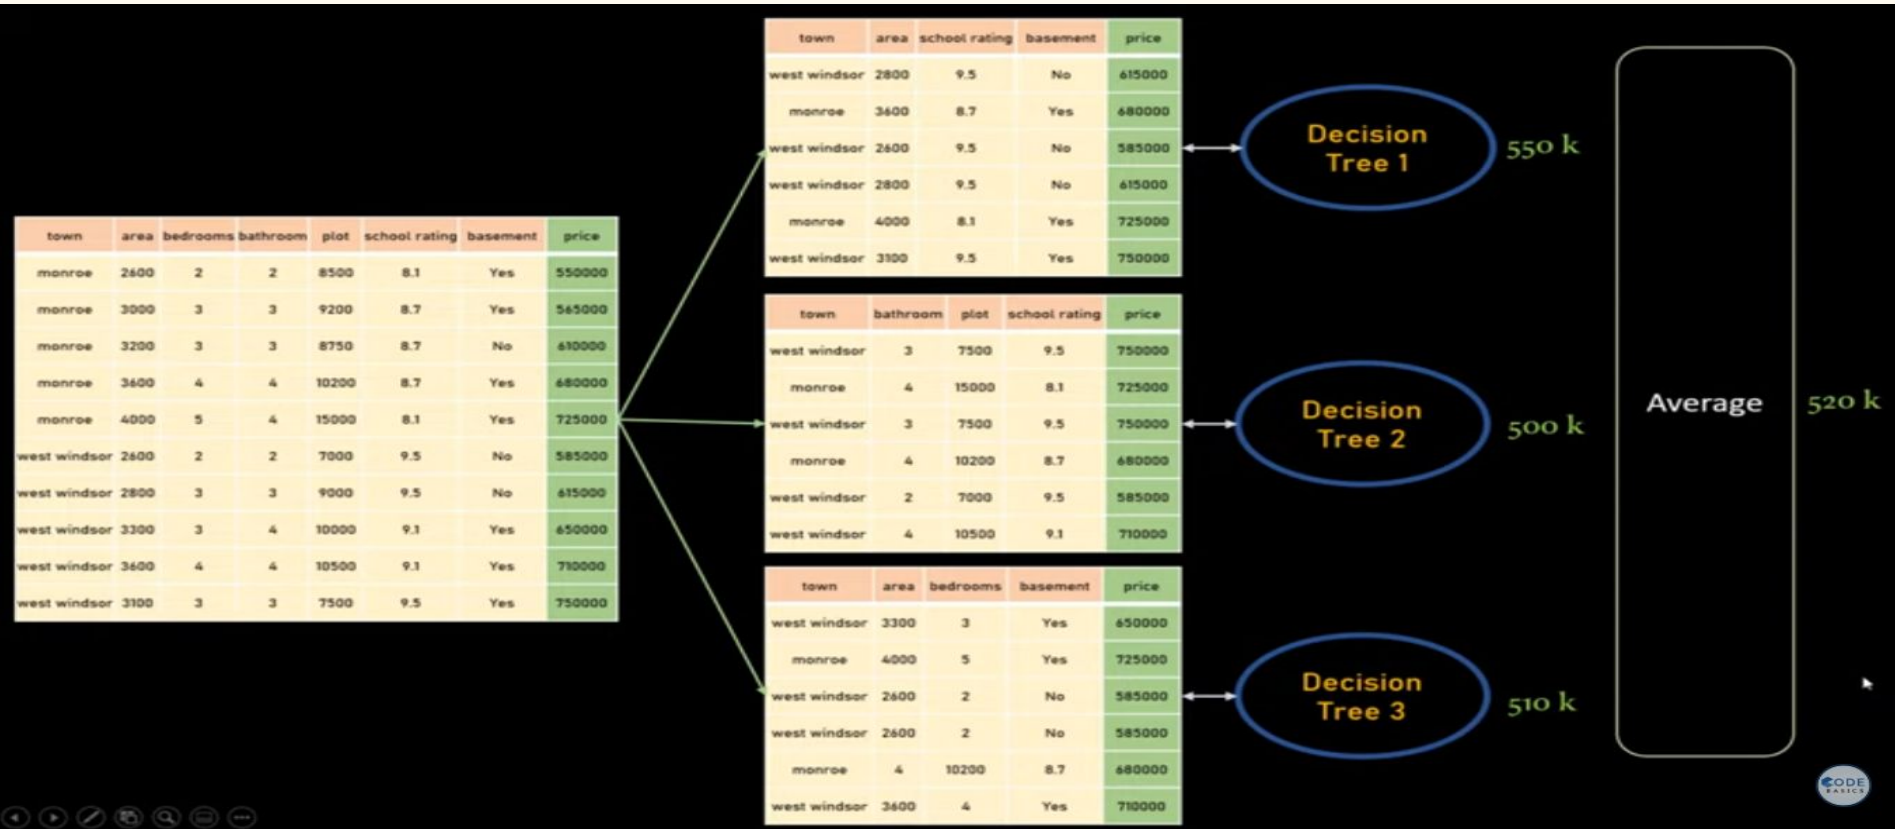 town area bedrooms bathroom plot school rating basement price
monroe 2600 2 2 8500 8.1 Yes 550000
monroe 3000 3 3 9200 8.7 Yes 565000
monroe 3200 3 3 8750 8.7 No 610000
monroe 3600 4 4 10200 8.7 Yes 680000
monroe 4000 5 4 15000 8.1 Yes 725000
west windsor 2600 2 2 7000 9.5 No 585000
west windsor 2800 3 3 9000 9.5 No 615000
west windsor 3300 3 4 10000 9.1 Yes 650000
west windsor 3600 4 4 10500 9.1 Yes 710000
west windsor 3100 3 3 7500 9.5 Yes 750000
town area school rating basement price
west windsor 2800 9.5 No 615000
monroe 3600 8.7 Yes 680000
west windsor 2600 9.5 No 585000
west windsor 2800 9.5 No 615000
monroe 4000 8.1 Yes 725000
west windsor 3100 9.5 Yes 750000
Decision
Tree 1
550 k
town bathroom plot school rating price
west windsor 3 7500 9.5 750000
monroe 4 15000 8.1 725000
west windsor 3 7500 9.5 750000
monroe 4 10200 8.7 680000
west windsor 2 7000 9.5 585000
west windsor 4 10500 9.1 710000
Decision
Tree 2
500 k
town area bedrooms basement price
west windsor 3300 3 Yes 650000
monroe 4000 5 Yes 725000
west windsor 2600 2 No 585000
west windsor 2600 2 No 585000
monroe 4 10200 8.7 680000
west windsor 3600 4 Yes 710000
Decision
Tree 3
510 k
Average
520 k
CODE
BASICS